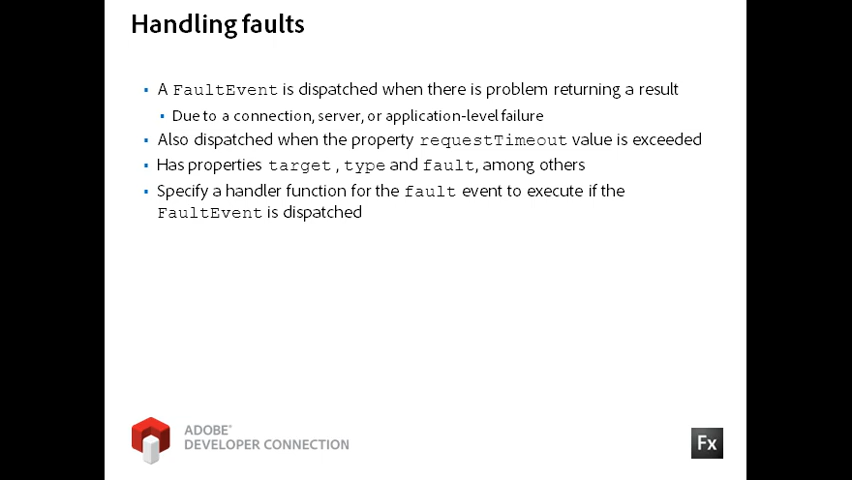 Handling faults
A FaultEvent is dispatched when there is problem returning a result
Due to a connection, server, or application-level failure
Also dispatched when the property requestTimeout value is exceeded
Has properties target , type and fault, among others
Specify a handler function for the fault event to execute if the
FaultEvent is dispatched
ADOBE®
DEVELOPER CONNECTION
Fx